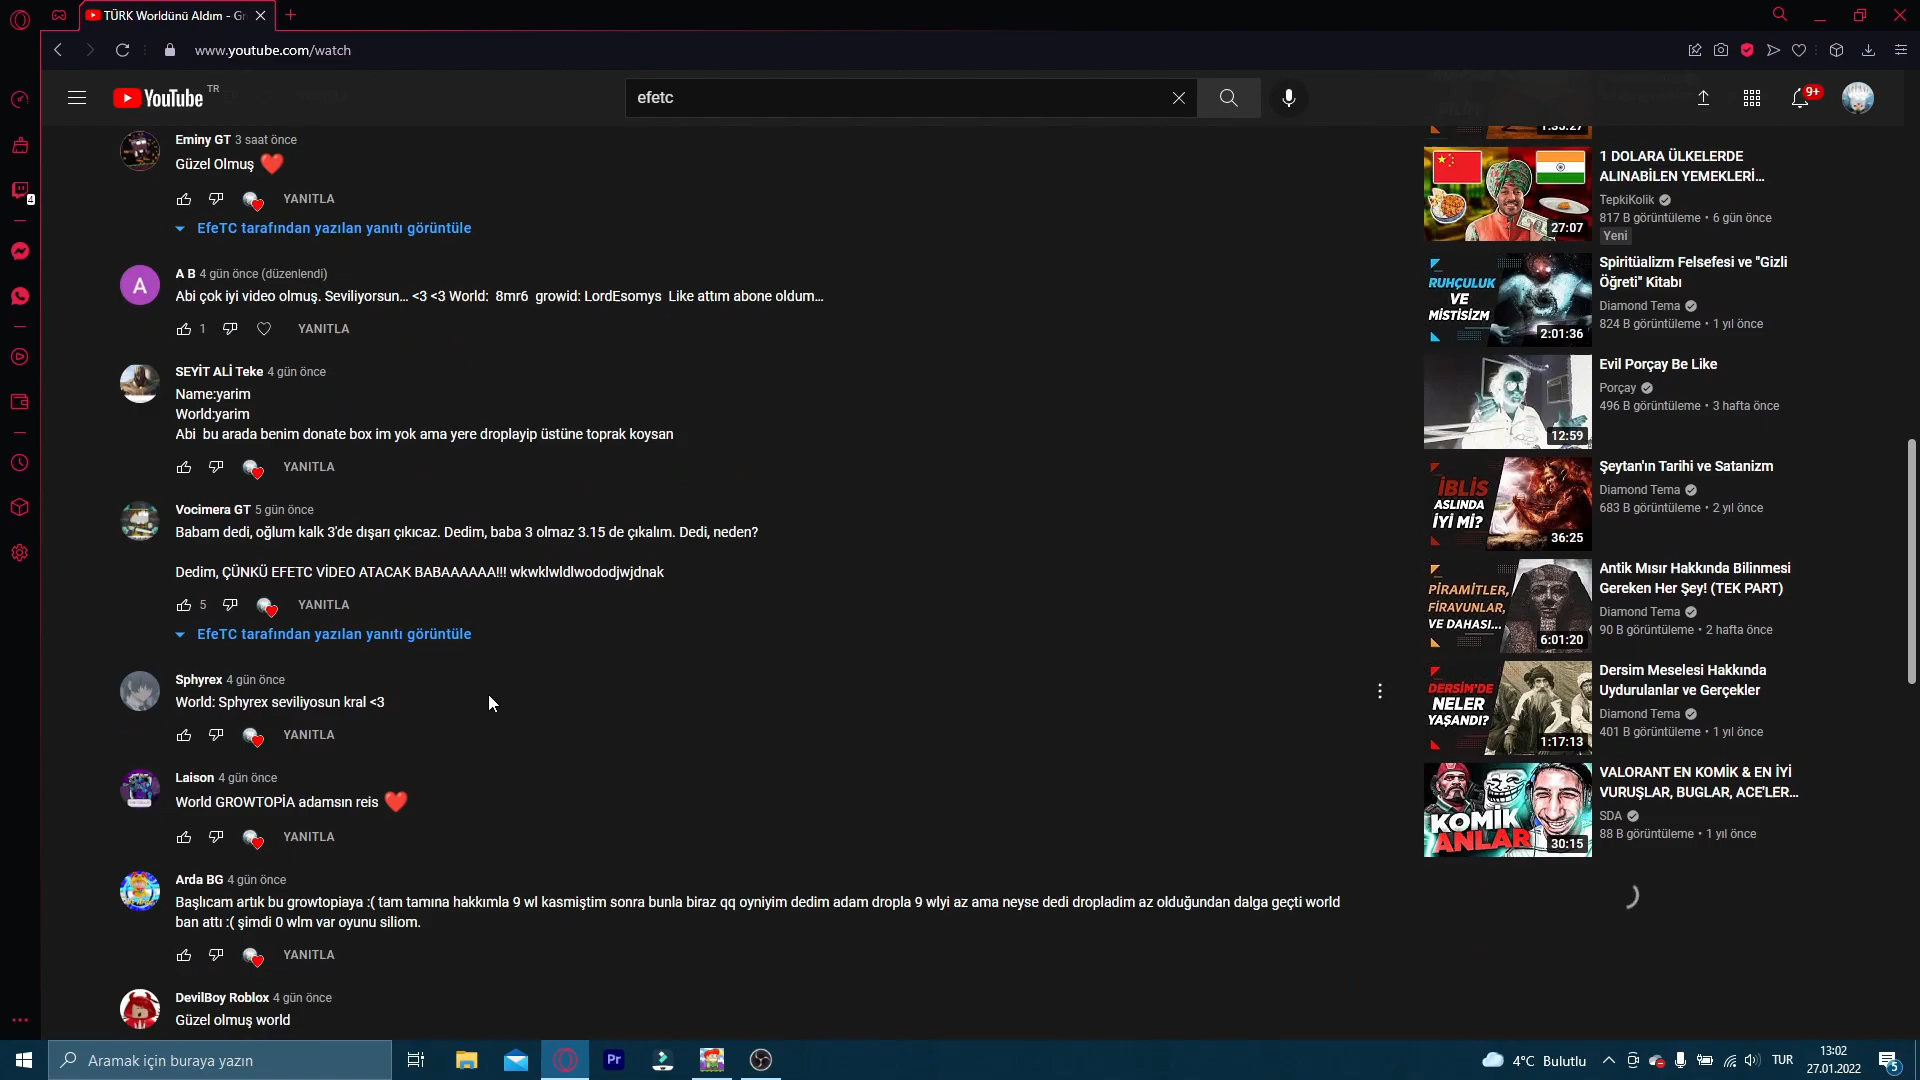 TÜRK Worldünü Aldım - Gr
www.youtube.com/watch
YouTube TR
efetc
9+
4
Eminy GT 3 saat önce
Güzel Olmuş ❤️
YANITLA
EfeTC tarafından yazılan yanıtı görüntüle
A
A B 4 gün önce (düzenlendi)
Abi çok iyi video olmuş. Seviliyorsun... <3 <3 World: 8mr6 growid: LordEsomys Like attım abone oldum...
1 YANITLA
SEYİT ALİ Teke 4 gün önce
Name:yarim
World:yarim
Abi bu arada benim donate box im yok ama yere droplayip üstüne toprak koysan
YANITLA
Vocimera GT 5 gün önce
Babam dedi, oğlum kalk 3'de dışarı çıkıcaz. Dedim, baba 3 olmaz 3.15 de çıkalım. Dedi, neden?
Dedim, ÇÜNKÜ EFETC VİDEO ATACAK BABAAAAAA!!! wkwklwldlwododjwjdnak
5 YANITLA
EfeTC tarafından yazılan yanıtı görüntüle
Sphyrex 4 gün önce
World: Sphyrex seviliyosun kral <3
YANITLA
Laison 4 gün önce
World GROWTOPİA adamsın reis ❤️
YANITLA
Arda BG 4 gün önce
Başlıcam artık bu growtopiaya :( tam tamına hakkımla 9 wl kasmiştim sonra bunla biraz qq oyniyim dedim adam dropla 9 wlyi az ama neyse dedi dropladim az olduğundan dalga geçti world
ban attı :( şimdi 0 wlm var oyunu siliom.
YANITLA
DevilBoy Roblox 4 gün önce
Güzel olmuş world
1:35:27
27:07
1 DOLARA ÜLKELERDE
ALINABİLEN YEMEKLERİ...
TepkiKolik
817 B görüntüleme • 6 gün önce
Yeni
RUHÇULUK
VE
MİSTİSİZM
2:01:36
Spiritüalizm Felsefesi ve "Gizli
Öğreti" Kitabı
Diamond Tema
824 B görüntüleme • 1 yıl önce
12:59
Evil Porçay Be Like
Porçay
496 B görüntüleme • 3 hafta önce
İBLİS
ASLINDA
İYİ Mİ?
36:25
Şeytan'ın Tarihi ve Satanizm
Diamond Tema
683 B görüntüleme • 2 yıl önce
PİRAMİTLER,
FİRAVUNLAR,
VE DAHASI...
6:01:20
Antik Mısır Hakkında Bilinmesi
Gereken Her Şey! (TEK PART)
Diamond Tema
90 B görüntüleme • 2 hafta önce
DERSİM'DE
NELER
YAŞANDI?
1:17:13
Dersim Meselesi Hakkında
Uydurulanlar ve Gerçekler
Diamond Tema
401 B görüntüleme • 1 yıl önce
KOMİK
ANLAR
30:15
VALORANT EN KOMİK & EN İYİ
VURUŞLAR, BUGLAR, ACE'LER...
SDA
88 B görüntüleme • 1 yıl önce
Aramak için buraya yazın
Pr
4°C Bulutlu
TUR
13:02
27.01.2022
5